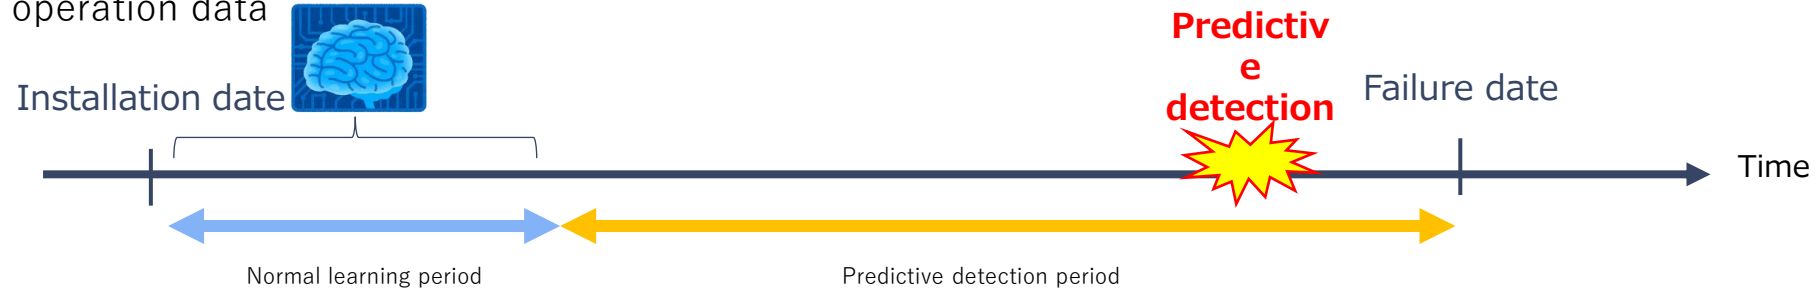 operation data
Installation date
Predictiv
e
detection
Failure date
Time
Normal learning period
Predictive detection period